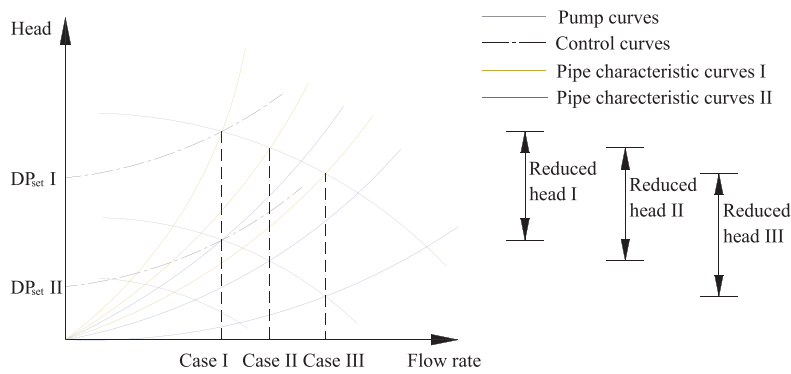 Head
Pump curves
Control curves
Pipe characteristic curves I
Pipe charecteristic curves II
DPset I
DPset II
Reduced
head I
Reduced
head II
Reduced
head III
Case I
Case II
Case III
Flow rate